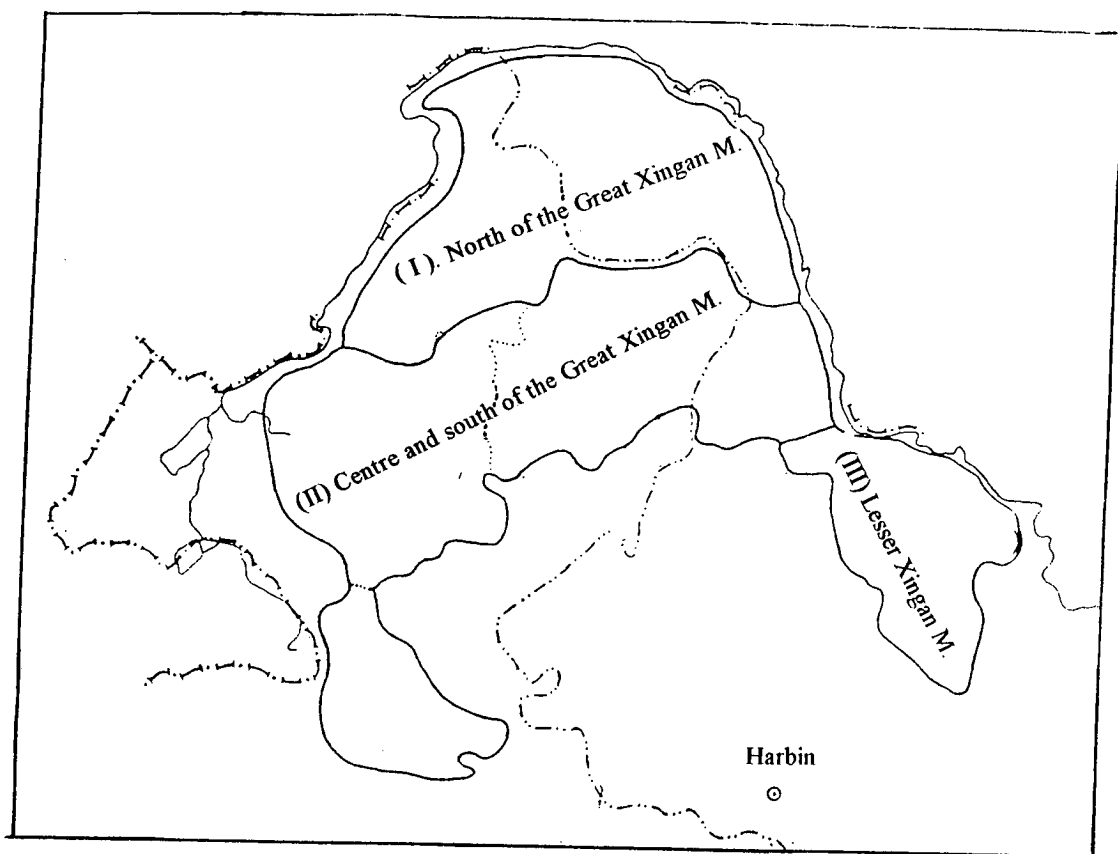 ( I ). North of the Great Xingan M.
(II) Centre and south of the Great Xingan M.
(III) Lesser Xingan M.
Harbin